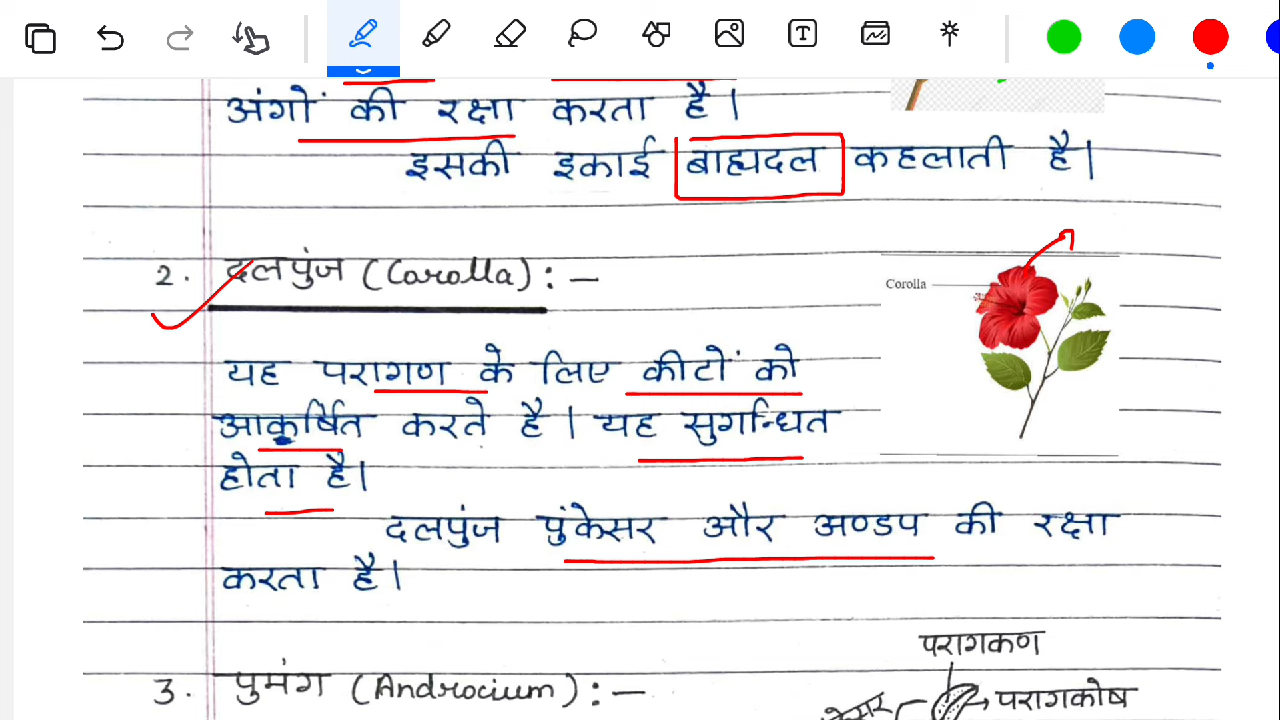 अंगों की रक्षा करता है।
इसकी इकाई बाह्यदल कहलाती है।
2. दलपुंज (Corolla) : -
Corolla
यह परागण के लिए कीटों को
आकर्षित करते है। यह सुगन्धित
होता है।
दलपुंज पुंकेसर और अण्डप की रक्षा
करता है।
परागकण
3. पुमंग (Androcium) : -
परागकोष